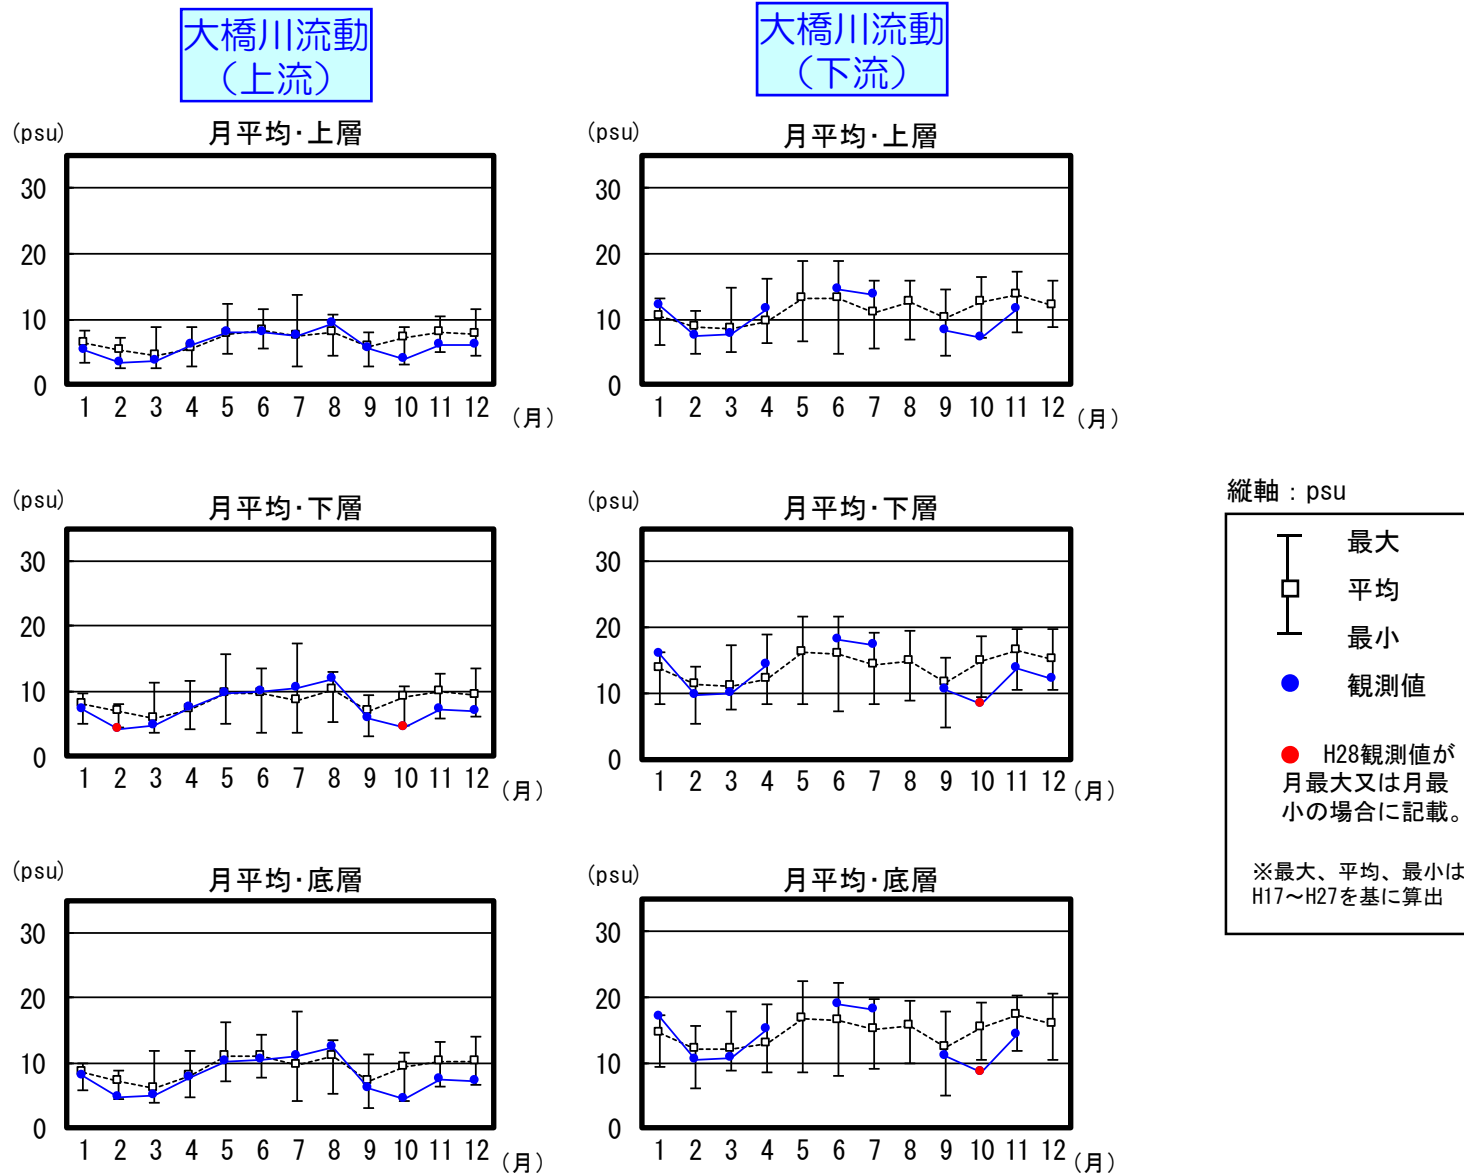 大橋川流動
（上流）
大橋川流動
（下流）
(psu)
月平均・上層
30
20
10
0
1 2 3 4 5 6 7 8 9 10 11 12 （月）
(psu)
月平均・上層
30
20
10
0
1 2 3 4 5 6 7 8 9 10 11 12 （月）
(psu)
月平均・下層
30
20
10
0
1 2 3 4 5 6 7 8 9 10 11 12 （月）
(psu)
月平均・下層
30
20
10
0
1 2 3 4 5 6 7 8 9 10 11 12 （月）
(psu)
月平均・底層
30
20
10
0
1 2 3 4 5 6 7 8 9 10 11 12 （月）
(psu)
月平均・底層
30
20
10
0
1 2 3 4 5 6 7 8 9 10 11 12 （月）
縦軸：psu
最大
平均
最小
観測値
H28観測値が
月最大又は月最
小の場合に記載。
※最大、平均、最小は
H17～H27を基に算出